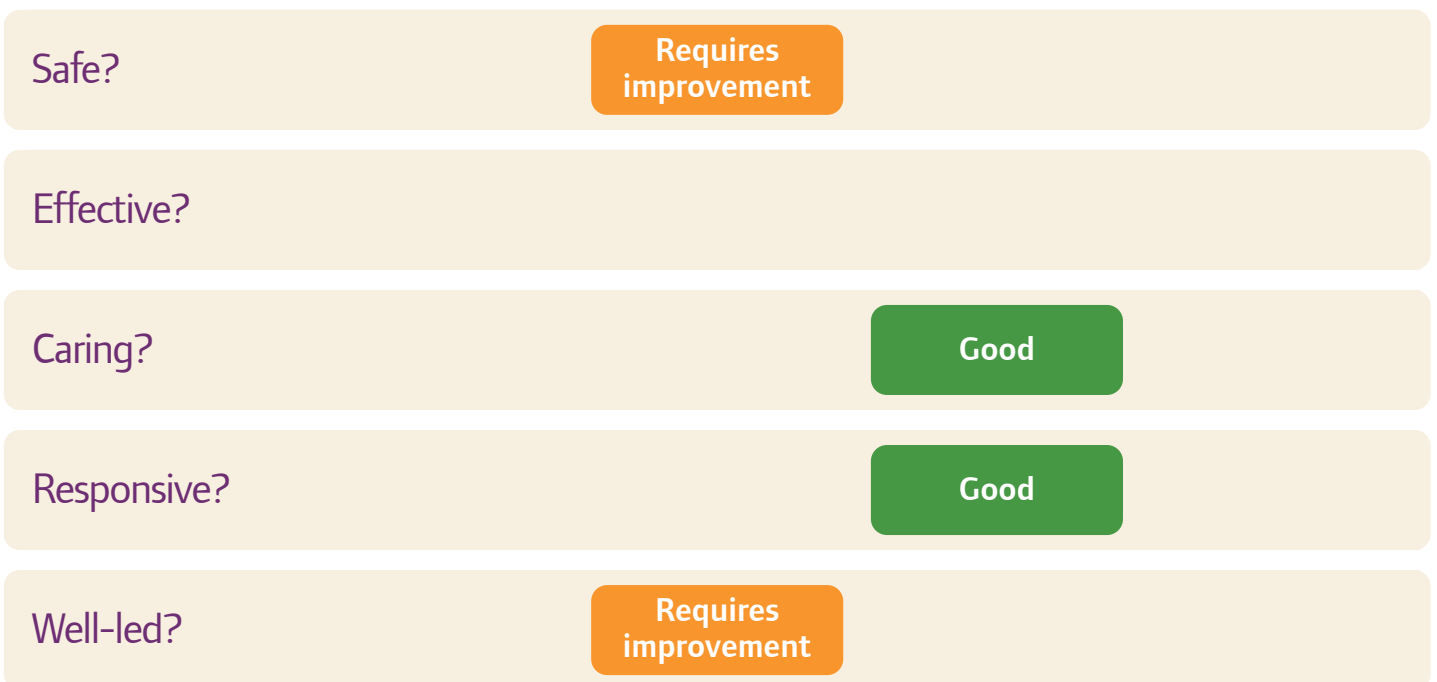 Safe?
Requires
improvement
Effective?
Caring?
Good
Responsive?
Good
Well-led?
Requires
improvement